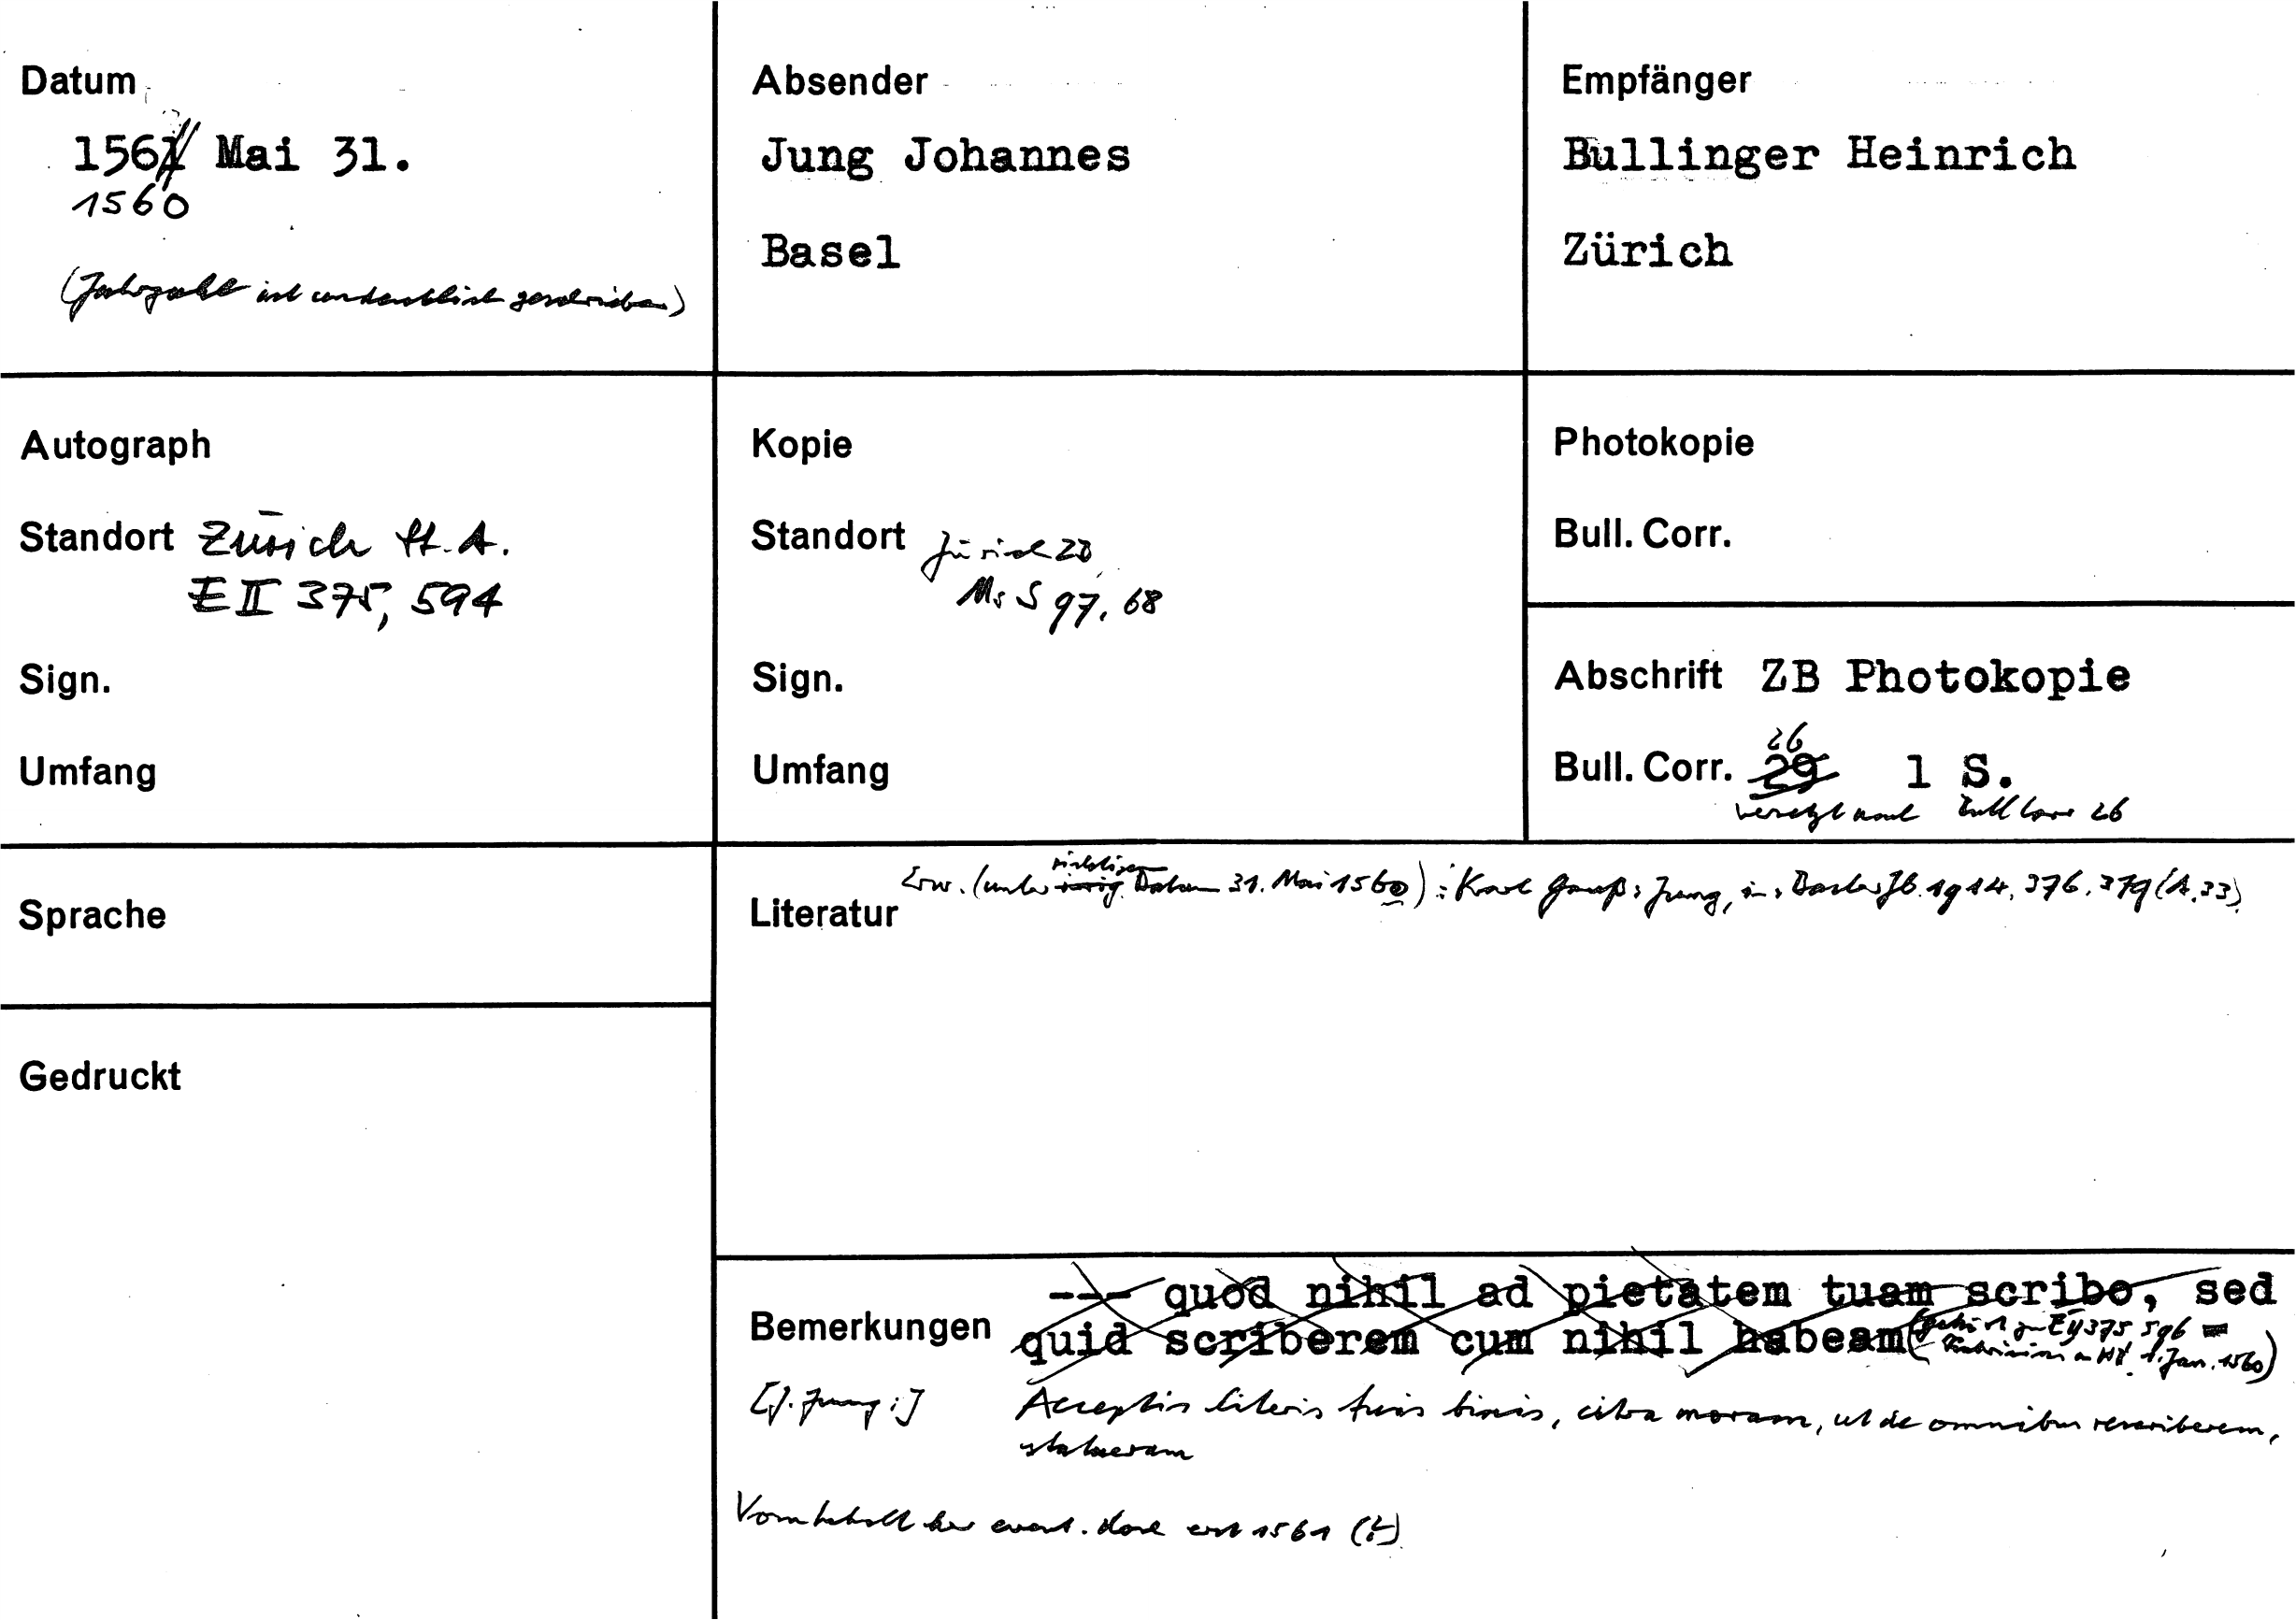 Datum
1561 Mai 31.
1560
(Jahrzahl ist undeutlich geschrieben)
Absender
Jung Johannes
Basel
Empfänger
Bullinger Heinrich
Zürich
Autograph
Standort Zürich St. A.
E II 375, 594
Sign.
Umfang
Kopie
Standort Zürich ZB
Ms S 97, 68
Sign.
Umfang
Photokopie
Bull. Corr.
Abschrift ZB Photokopie
26
Bull. Corr. 29 1 S.
versetzt nach Bull Corr 26
Sprache
Gedruckt
richtigem
Erw. (unter irrig. Datum 31. Mai 1560) : Karl Gauß: Jung, in: Basler Jb. 1914, 376. 379 (A. 33)
Literatur
--- quod nihil ad pietatem tuam scribo, sed
Bemerkungen quid scriberem cum nihil habeam (gehört zu E II 375, 596 =
1. Jan. 1560)
[J. Jung:] Acceptis literis tuis binis, citra moram, ut de omnibus rescriberem,
statueram
Vom Inhalt her event. doch erst 1561 (?)